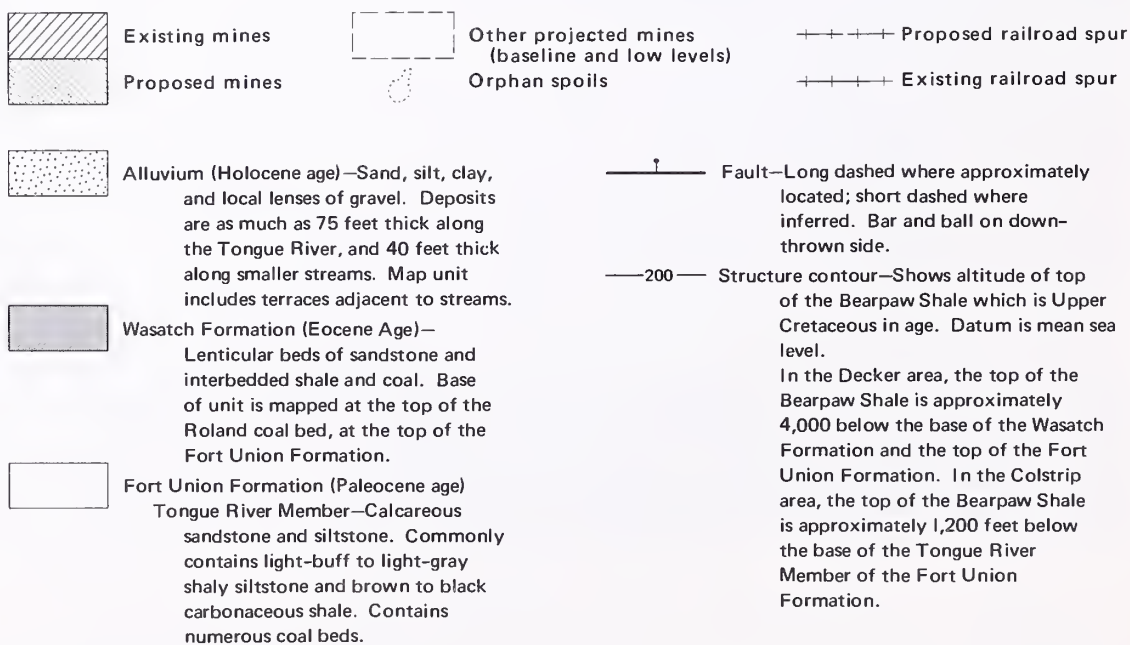 Existing mines
Proposed mines
Other projected mines
(baseline and low levels)
Orphan spoils
Proposed railroad spur
Existing railroad spur
Alluvium (Holocene age)—Sand, silt, clay,
and local lenses of gravel. Deposits
are as much as 75 feet thick along
the Tongue River, and 40 feet thick
along smaller streams. Map unit
includes terraces adjacent to streams.
Wasatch Formation (Eocene Age)—
Lenticular beds of sandstone and
interbedded shale and coal. Base
of unit is mapped at the top of the
Roland coal bed, at the top of the
Fort Union Formation.
Fort Union Formation (Paleocene age)
Tongue River Member—Calcareous
sandstone and siltstone. Commonly
contains light-buff to light-gray
shaly siltstone and brown to black
carbonaceous shale. Contains
numerous coal beds.
Fault—Long dashed where approximately
located; short dashed where
inferred. Bar and ball on down-
thrown side.
200 Structure contour—Shows altitude of top
of the Bearpaw Shale which is Upper
Cretaceous in age. Datum is mean sea
level.
In the Decker area, the top of the
Bearpaw Shale is approximately
4,000 below the base of the Wasatch
Formation and the top of the Fort
Union Formation. In the Colstrip
area, the top of the Bearpaw Shale
is approximately 1,200 feet below
the base of the Tongue River
Member of the Fort Union
Formation.